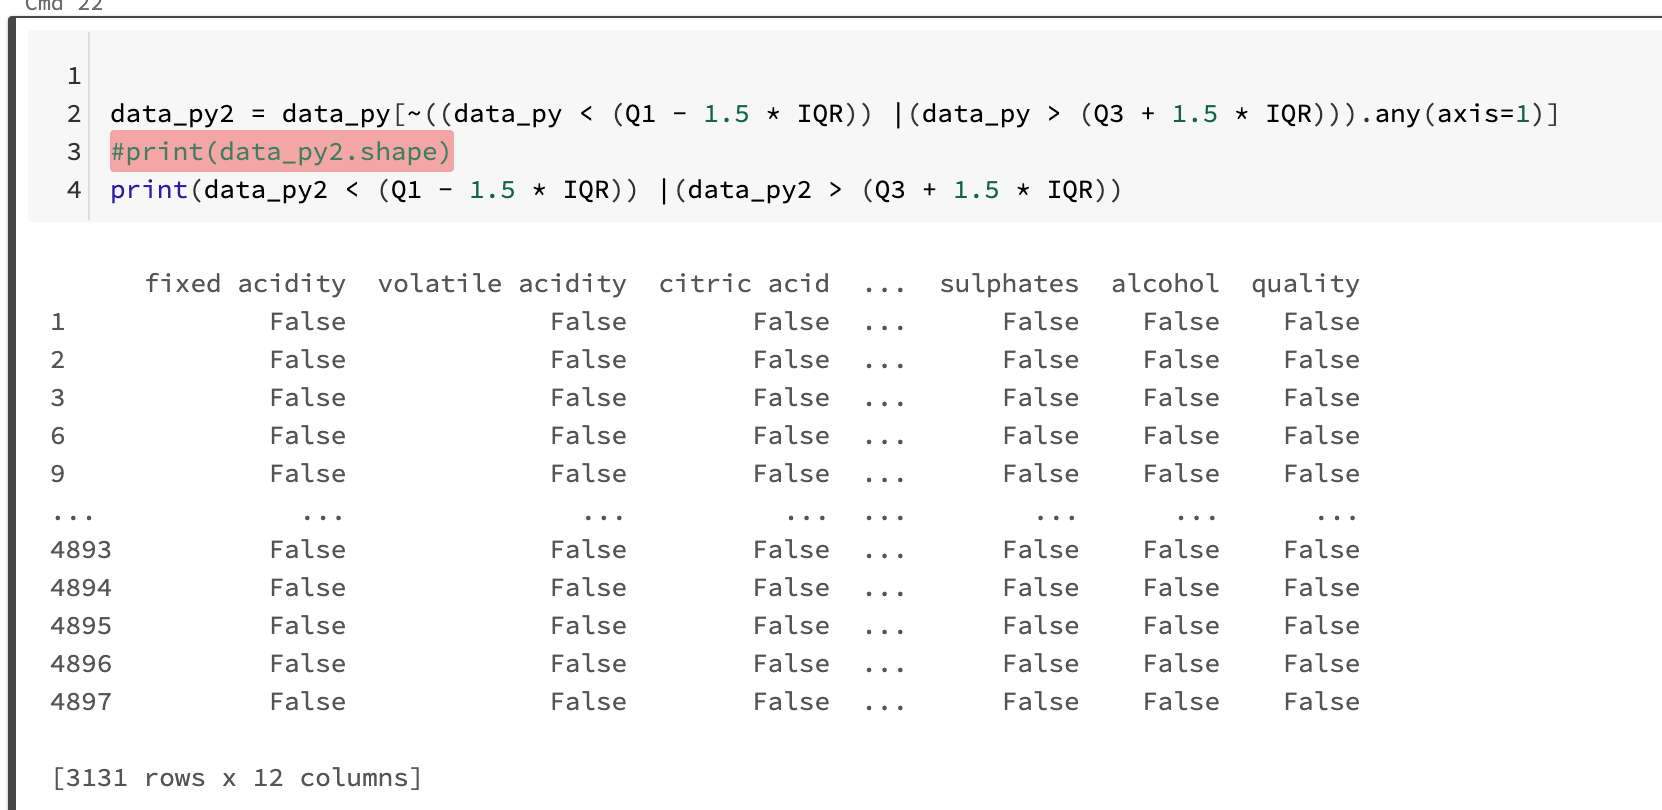 Cmd 22
1
2 data_py2 = data_py[~((data_py < (Q1 - 1.5 * IQR)) |(data_py > (Q3 + 1.5 * IQR))).any(axis=1)]
3 #print(data_py2.shape)
4 print(data_py2 < (Q1 - 1.5 * IQR)) |(data_py2 > (Q3 + 1.5 * IQR))
fixed acidity volatile acidity citric acid ... sulphates alcohol quality
1 False False False ... False False False
2 False False False ... False False False
3 False False False ... False False False
6 False False False ... False False False
9 False False False ... False False False
... ... ... ... ... ... ... ...
4893 False False False ... False False False
4894 False False False ... False False False
4895 False False False ... False False False
4896 False False False ... False False False
4897 False False False ... False False False
[3131 rows x 12 columns]